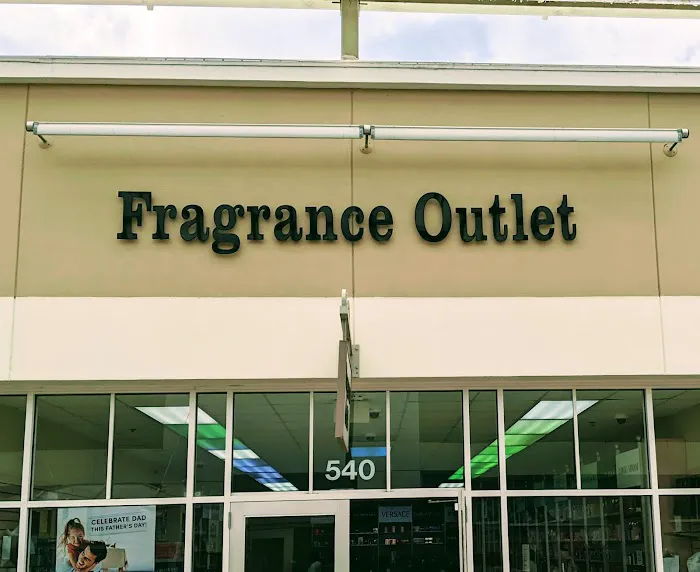 Fragrance Outlet
540
VERSACE
CELEBRATE DAD
THIS FATHER'S DAY!